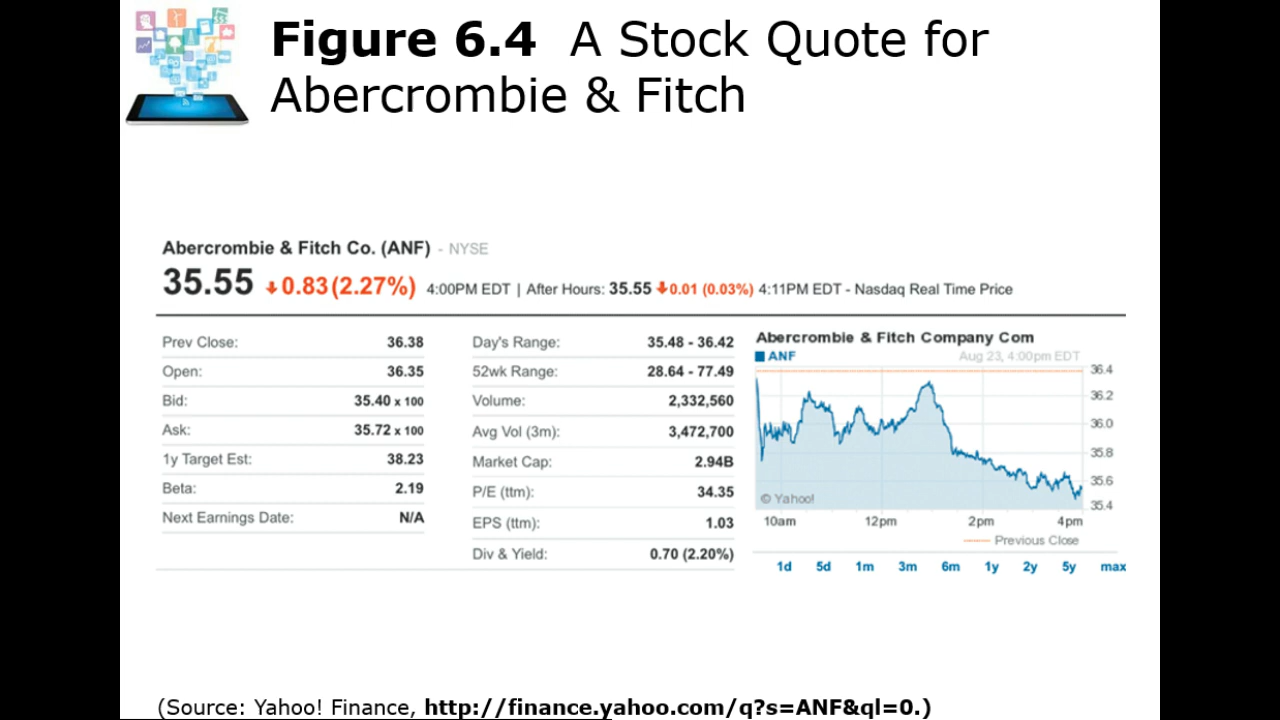 Figure 6.4 A Stock Quote for
Abercrombie & Fitch
Abercrombie & Fitch Co. (ANF) - NYSE
35.55 0.83(2.27%) 4:00PM EDT | After Hours: 35.55 0.01 (0.03%) 4:11PM EDT - Nasdaq Real Time Price
Prev Close: 36.38
Open: 36.35
Bid: 35.40 x 100
Ask: 35.72 x 100
1y Target Est: 38.23
Beta: 2.19
Next Earnings Date: N/A
Day's Range: 35.48 - 36.42
52wk Range: 28.64 - 77.49
Volume: 2,332,560
Avg Vol (3m): 3,472,700
Market Cap: 2.94B
P/E (ttm): 34.35
EPS (ttm): 1.03
Div & Yield: 0.70 (2.20%)
Abercrombie & Fitch Company Com
ANF Aug 23, 4:00pm EDT
36.4
36.2
36.0
35.8
35.6
35.4
© Yahoo!
10am 12pm 2pm 4pm
Previous Close
1d 5d 1m 3m 6m 1y 2y 5y max
(Source: Yahoo! Finance, http://finance.yahoo.com/q?s=ANF&ql=0.)